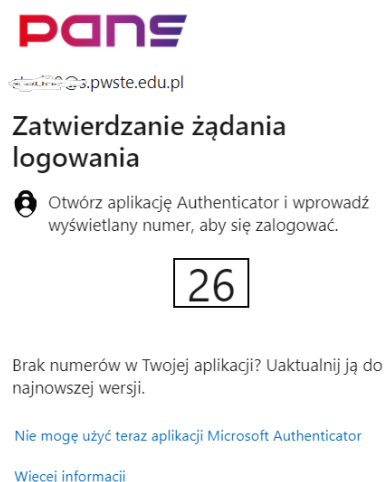 pans
@s.pwste.edu.pl
Zatwierdzanie żądania
logowania
Otwórz aplikację Authenticator i wprowadź
wyświetlany numer, aby się zalogować.
26
Brak numerów w Twojej aplikacji? Uaktualnij ją do
najnowszej wersji.
Nie mogę użyć teraz aplikacji Microsoft Authenticator
Więcej informacji